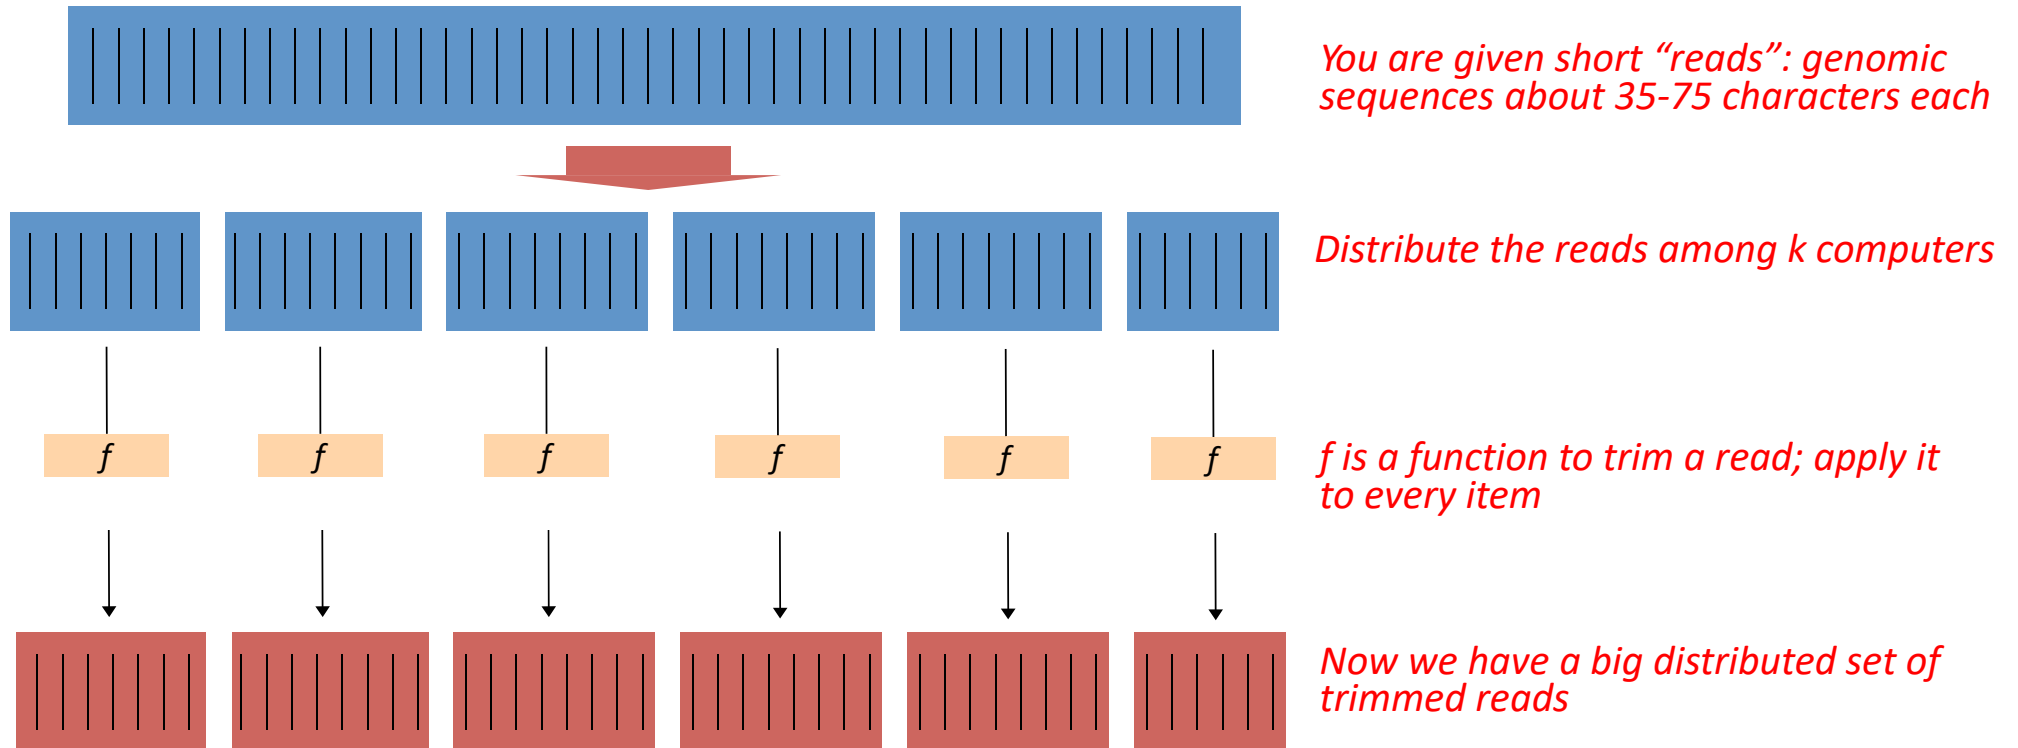 You are given short “reads”: genomic
sequences about 35-75 characters each
Distribute the reads among k computers
f f f f f f
f is a function to trim a read; apply it
to every item
Now we have a big distributed set of
trimmed reads